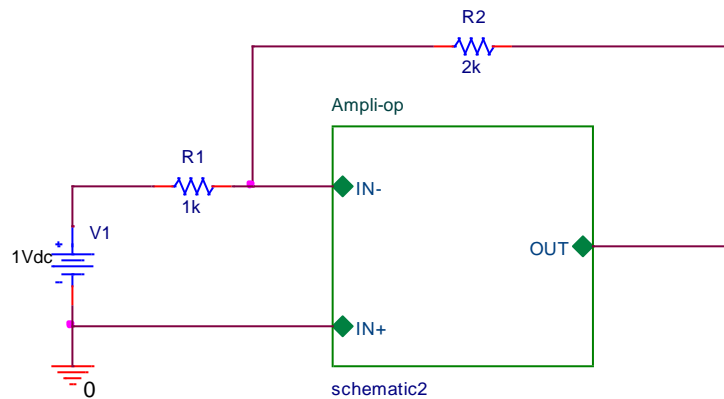 R2
2k
Ampli-op
R1
1k
IN-
V1
1Vdc
OUT
IN+
0
schematic2